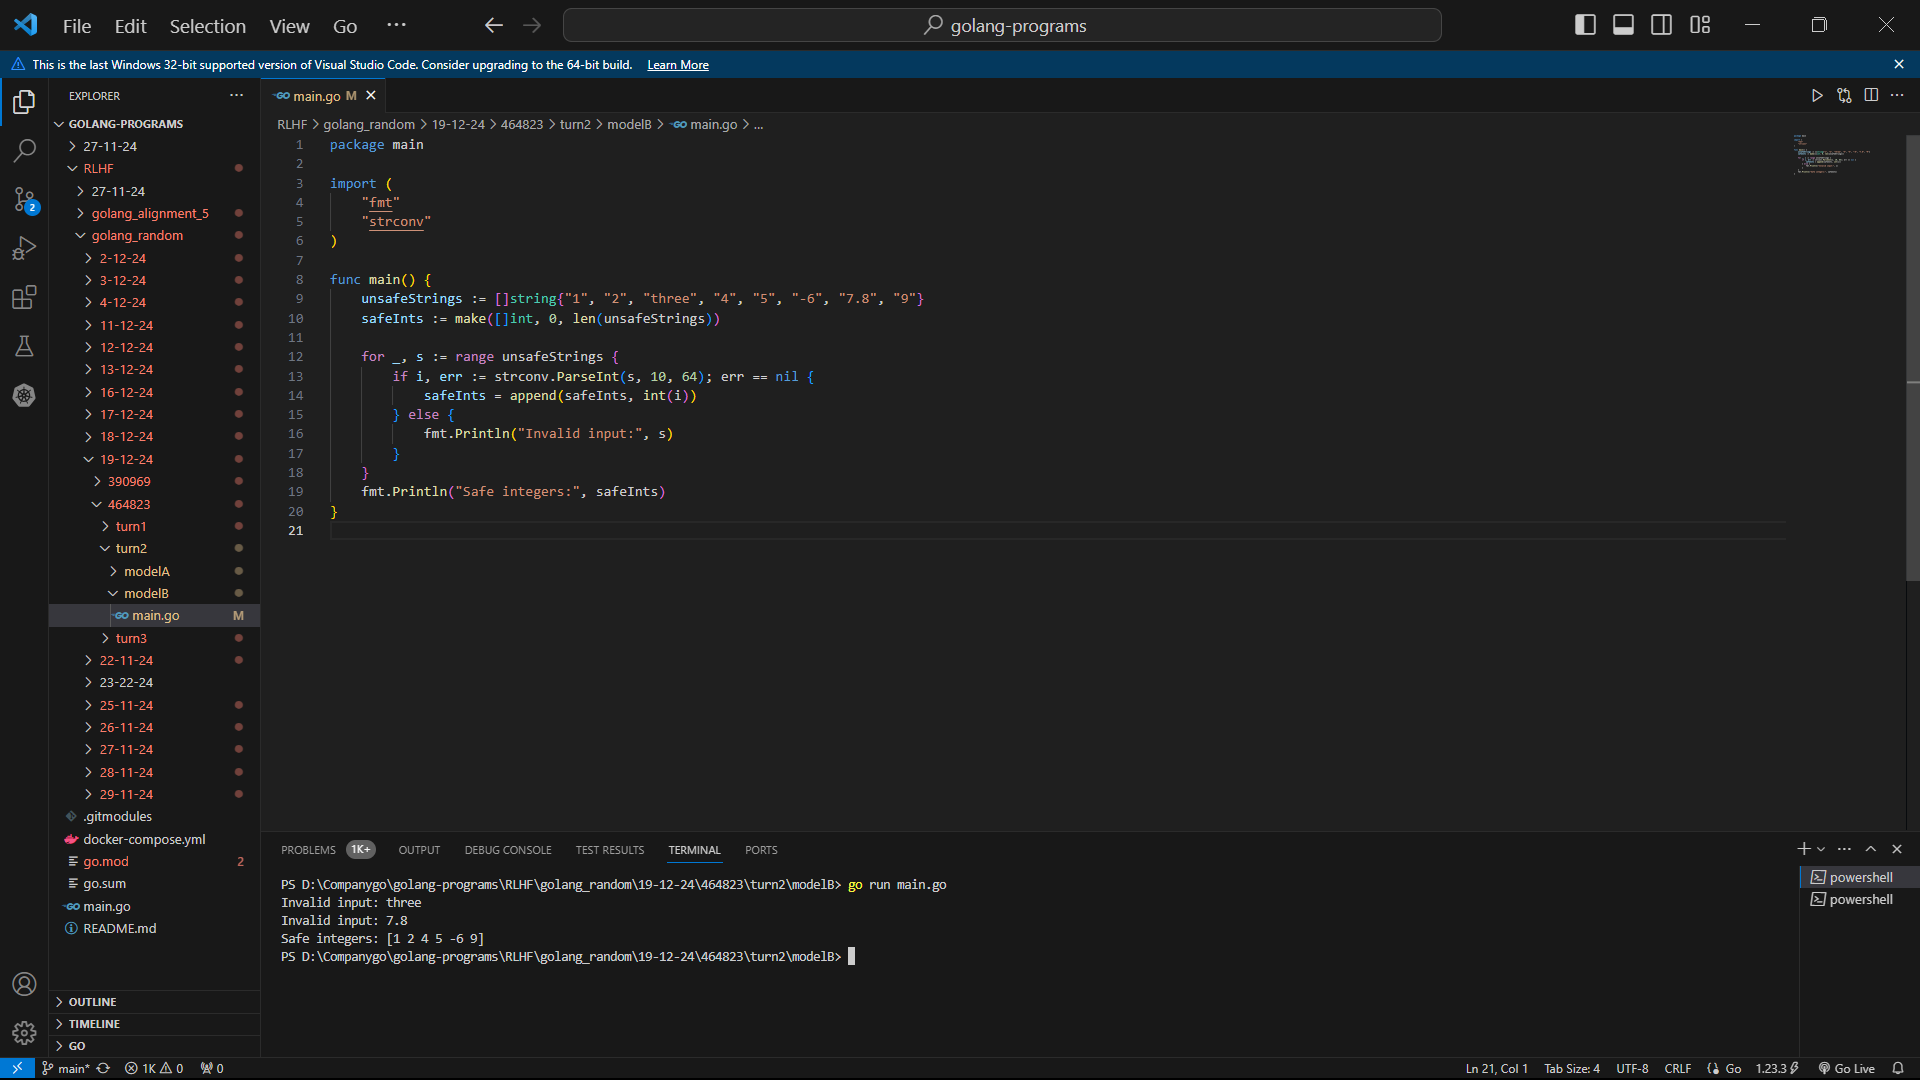 File Edit Selection View Go ···
golang-programs
This is the last Windows 32-bit supported version of Visual Studio Code. Consider upgrading to the 64-bit build. Learn More
EXPLORER
GOLANG-PROGRAMS
27-11-24
RLHF
27-11-24
golang_alignment_5
golang_random
2-12-24
3-12-24
4-12-24
11-12-24
12-12-24
13-12-24
16-12-24
17-12-24
18-12-24
19-12-24
390969
464823
turn1
turn2
modelA
modelB
main.go M
turn3
22-11-24
23-22-24
25-11-24
26-11-24
27-11-24
28-11-24
29-11-24
.gitmodules
docker-compose.yml
go.mod 2
go.sum
main.go
README.md
OUTLINE
TIMELINE
GO
2
main.go M
RLHF > golang_random > 19-12-24 > 464823 > turn2 > modelB > main.go > ...
1 package main
2
3 import (
4 "fmt"
5 "strconv"
6 )
7
8 func main() {
9 unsafeStrings := []string{"1", "2", "three", "4", "5", "-6", "7.8", "9"}
10 safeInts := make([]int, 0, len(unsafeStrings))
11
12 for _, s := range unsafeStrings {
13 if i, err := strconv.ParseInt(s, 10, 64); err == nil {
14 safeInts = append(safeInts, int(i))
15 } else {
16 fmt.Println("Invalid input:", s)
17 }
18 }
19 fmt.Println("Safe integers:", safeInts)
20 }
21
PROBLEMS 1K+ OUTPUT DEBUG CONSOLE TEST RESULTS TERMINAL PORTS
PS D:\Companygo\golang-programs\RLHF\golang_random\19-12-24\464823\turn2\modelB> go run main.go
Invalid input: three
Invalid input: 7.8
Safe integers: [1 2 4 5 -6 9]
PS D:\Companygo\golang-programs\RLHF\golang_random\19-12-24\464823\turn2\modelB>
powershell
powershell
main* 1K 0 0 Ln 21, Col 1 Tab Size: 4 UTF-8 CRLF Go 1.23.3 Go Live